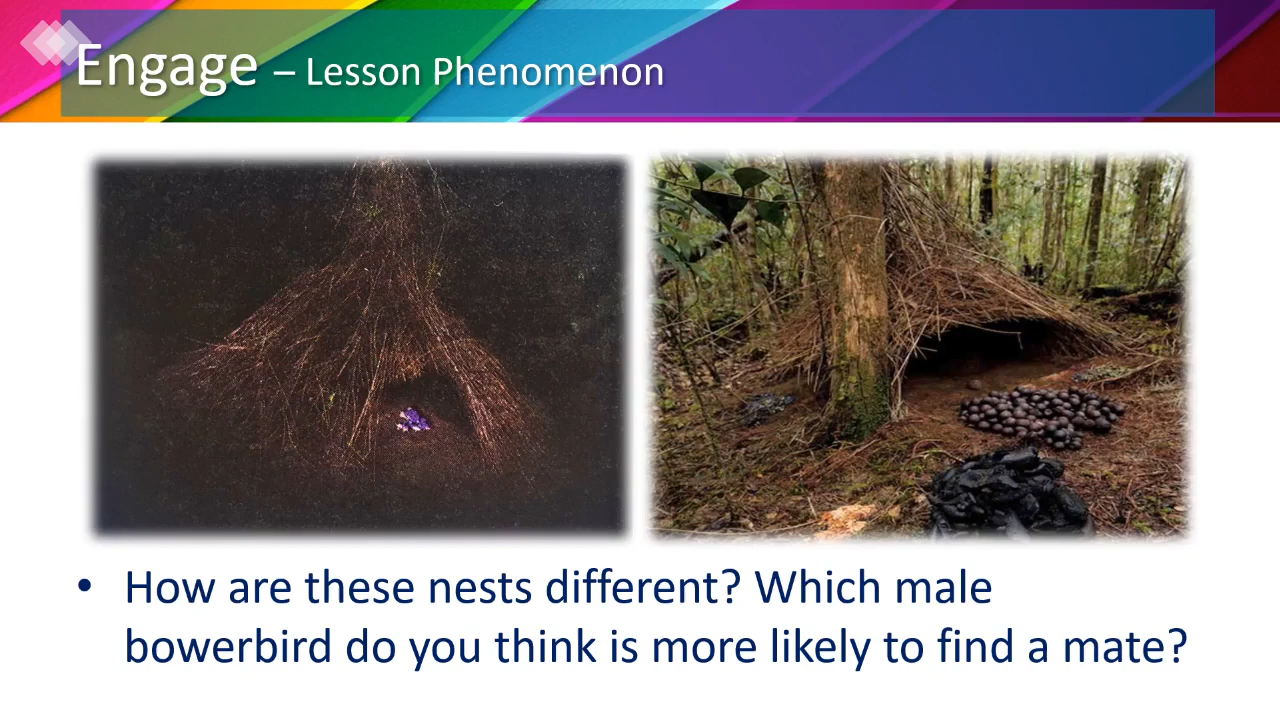 Engage – Lesson Phenomenon
• How are these nests different? Which male
bowerbird do you think is more likely to find a mate?